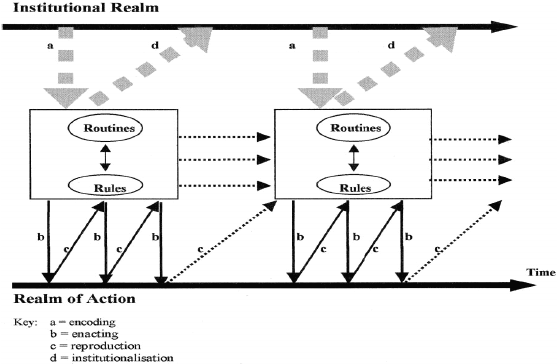 Institutional Realm
a
d
a
d
Routines
Routines
Rules
Rules
b
c
b
c
b
c
b
c
b
c
b
c
Time
Realm of Action
Key: a = encoding
b = enacting
c = reproduction
d = institutionalisation